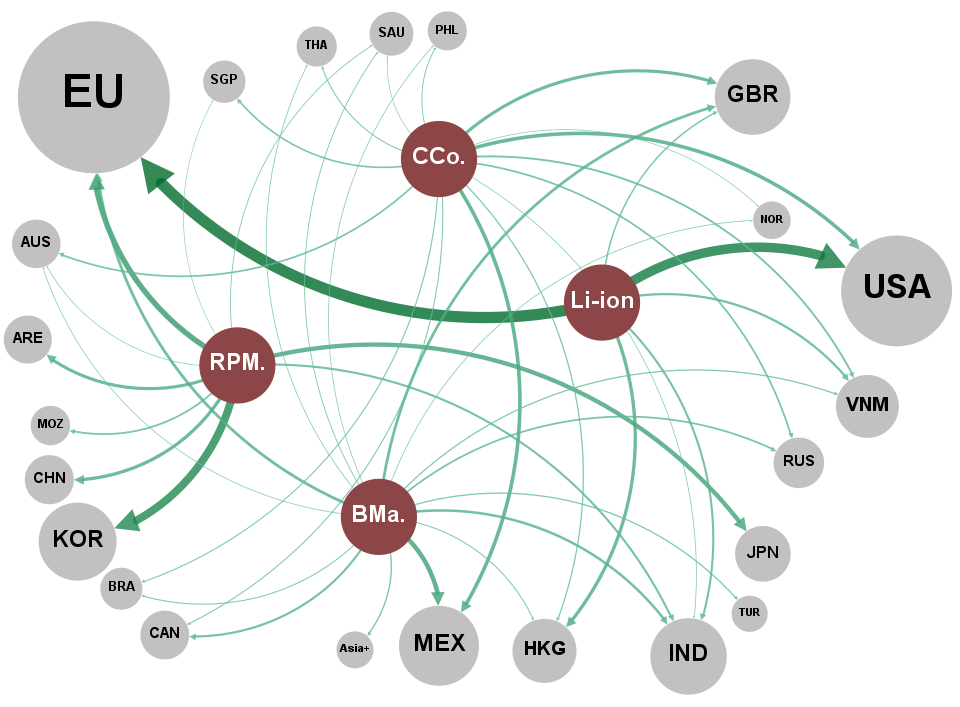 PHL
SAU
THA
SGP
EU
GBR
CCo.
NOR
AUS
USA
Li-ion
ARE
RPM.
VNM
MOZ
RUS
CHN
BMa.
KOR
JPN
BRA
TUR
CAN
Asia+
MEX
HKG
IND